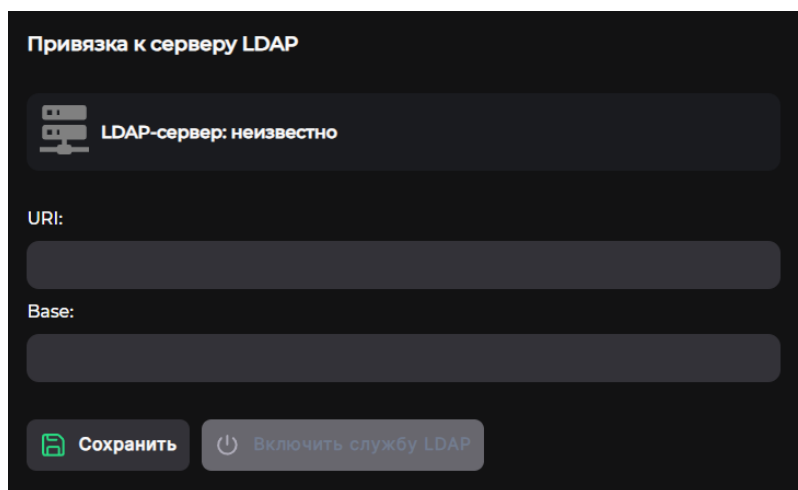 Привязка к серверу LDAP
LDAP-сервер: неизвестно
URI:
Base:
Сохранить
Включить службу LDAP